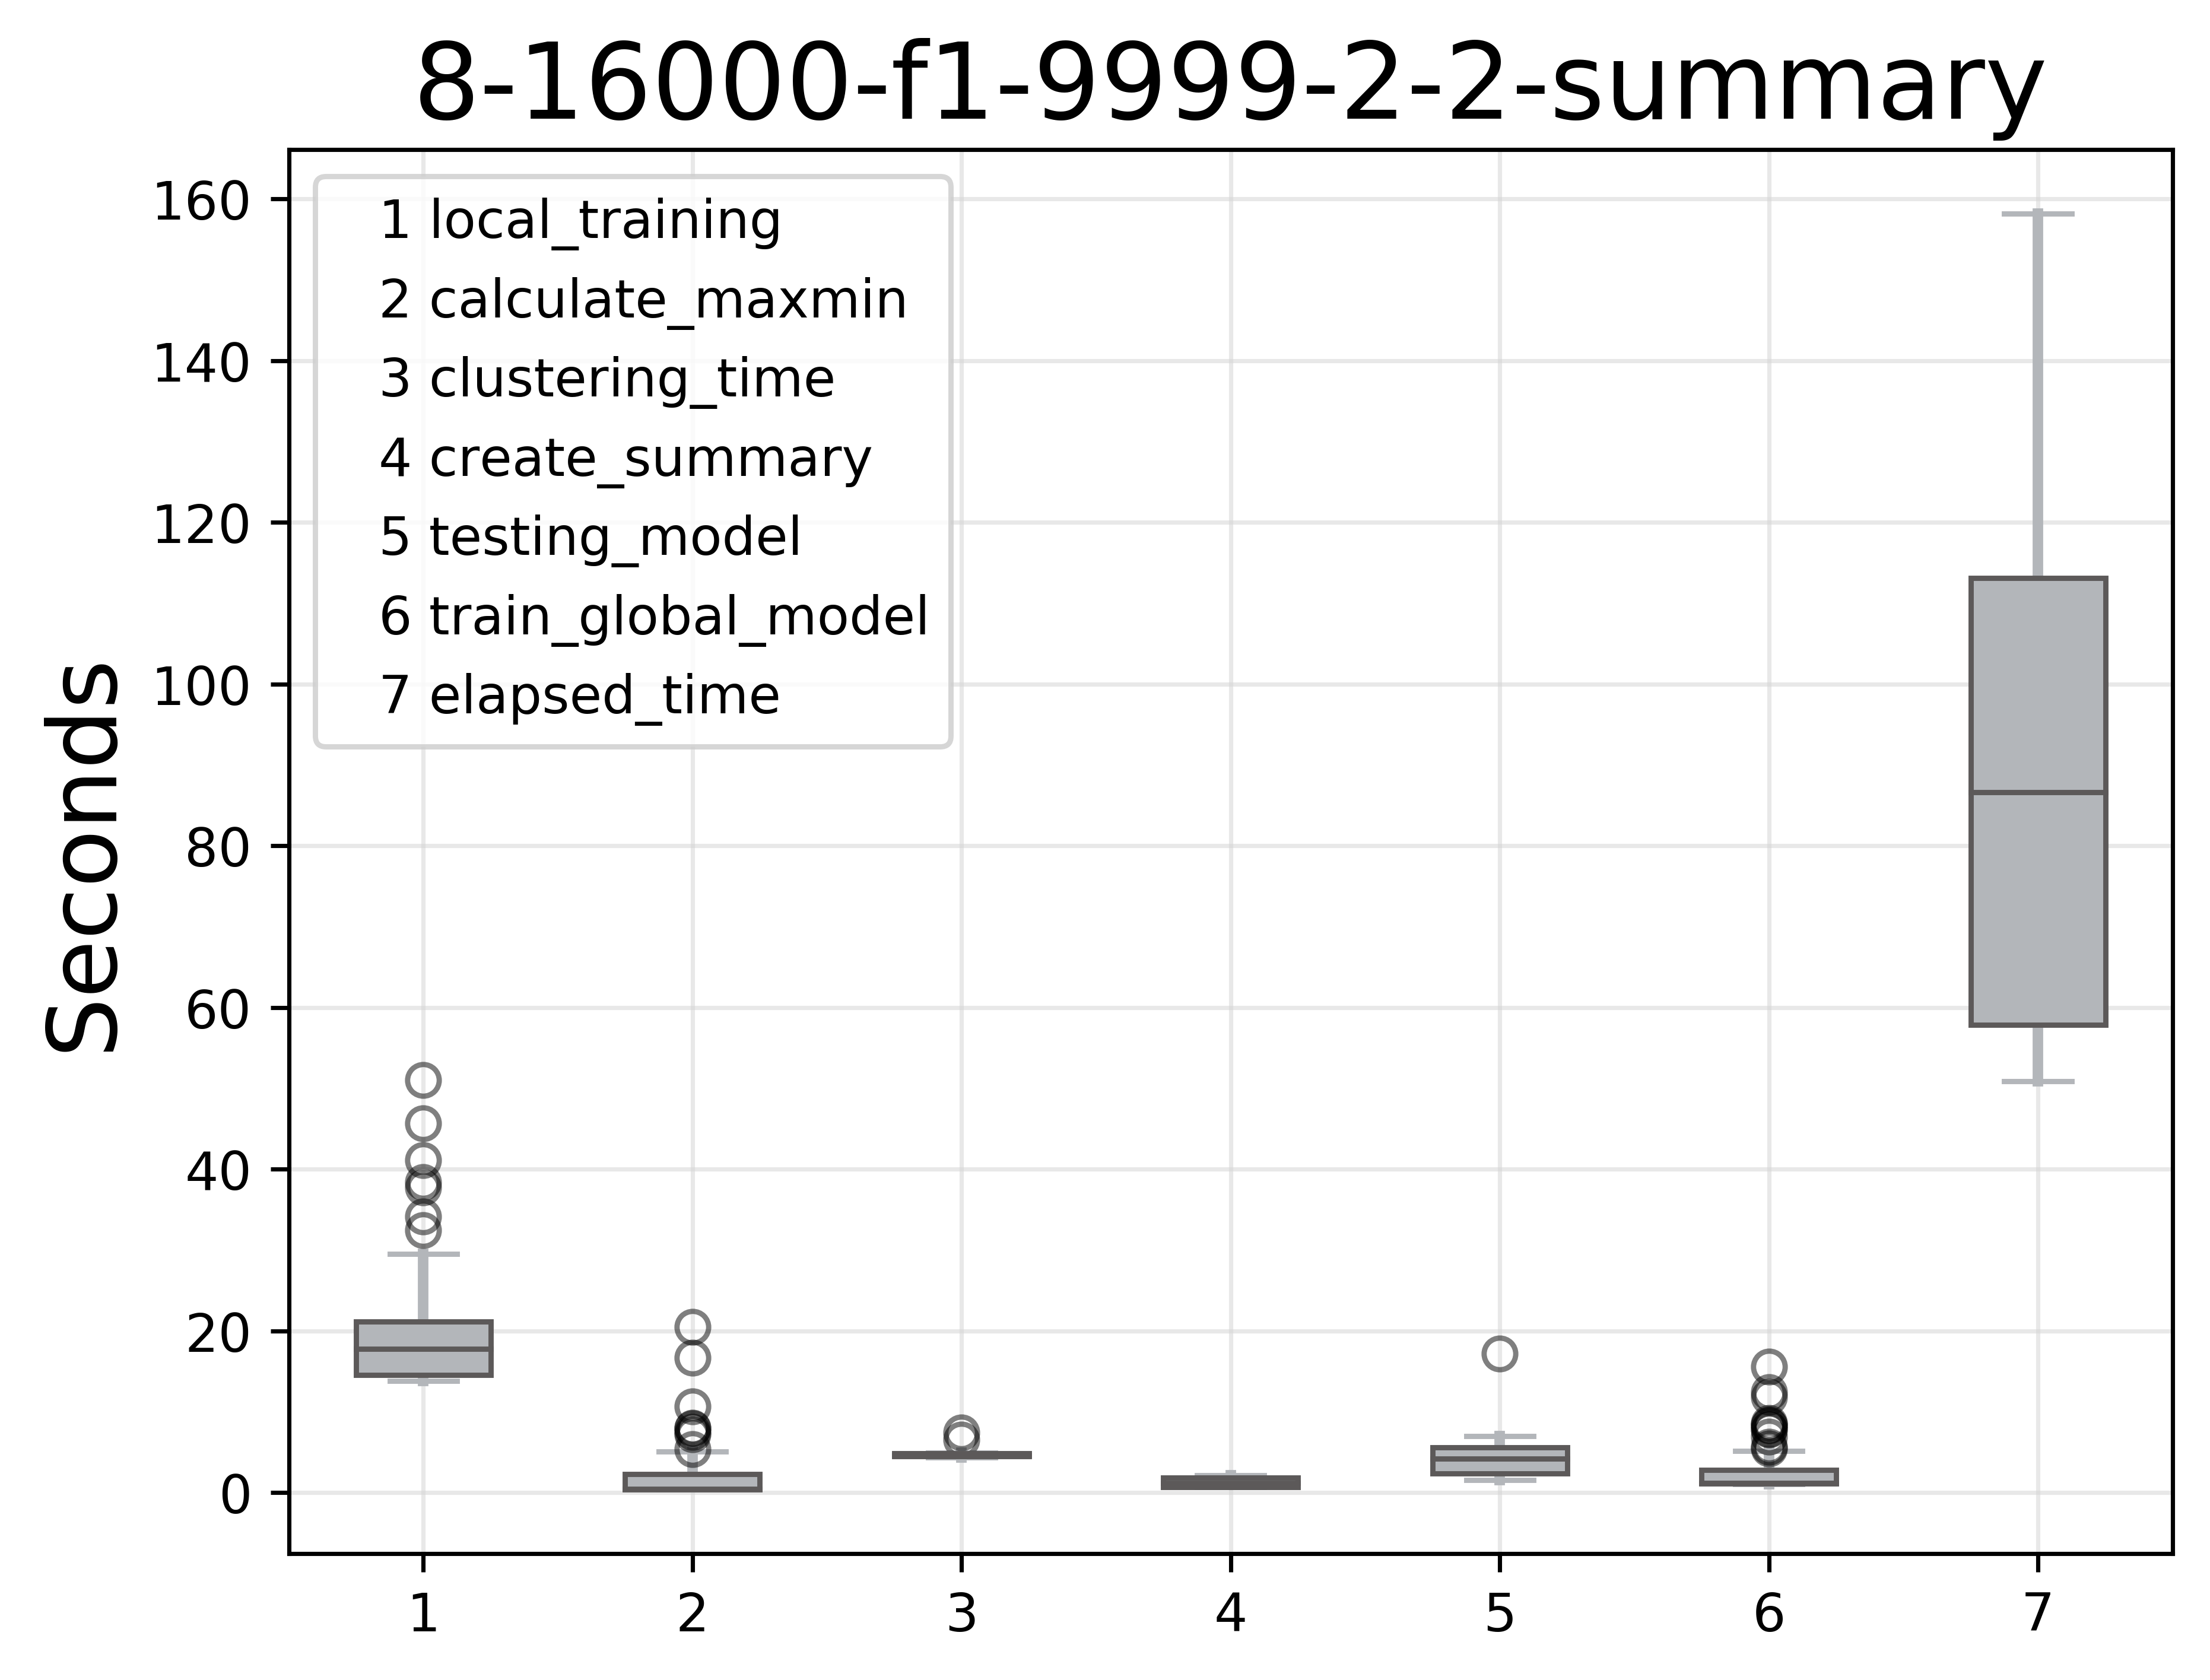 8-16000-f1-9999-2-2-summary
Seconds
160
140
120
100
80
60
40
20
0
1 local_training
2 calculate_maxmin
3 clustering_time
4 create_summary
5 testing_model
6 train_global_model
7 elapsed_time
1 2 3 4 5 6 7